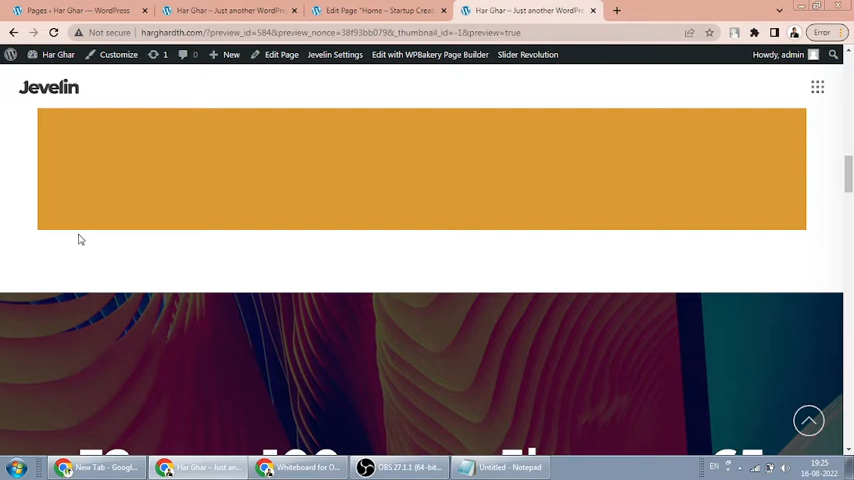 Pages ‹ Har Ghar — WordPress
Har Ghar – Just another WordPre
Edit Page "Home – Startup Creat
Har Ghar – Just another WordPre
Not secure
harghardth.com/?preview_id=584&preview_nonce=38f93bb079&_thumbnail_id=-1&preview=true
Error
Har Ghar
Customize
1
0
New
Edit Page
Jevelin Settings
Edit with WPBakery Page Builder
Slider Revolution
Howdy, admin
Jevelin
New Tab - Googl...
Har Ghar – Just an...
Whiteboard for O...
OBS 27.1.1 (64-bit...
Untitled - Notepad
EN
19:25
16-08-2022